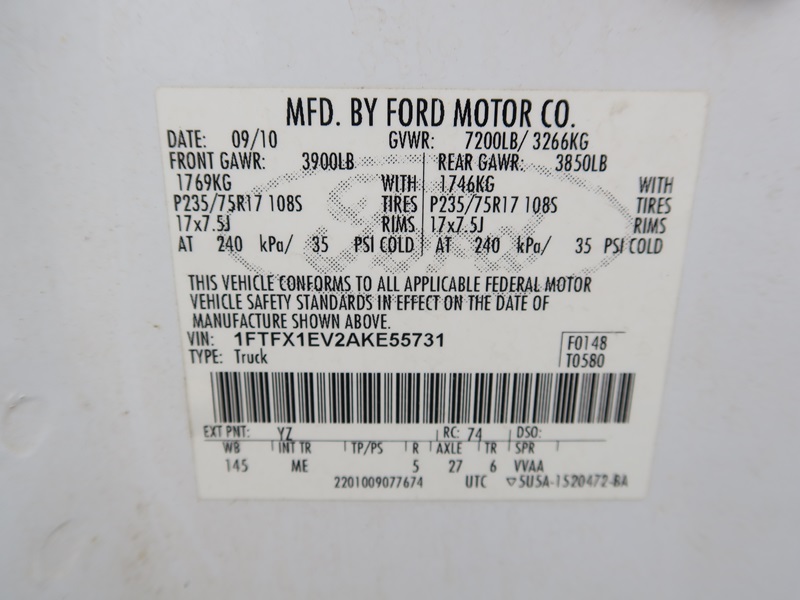 MFD. BY FORD MOTOR CO.
DATE: 09/10 GVWR: 7200LB/ 3266KG
FRONT GAWR: 3900LB REAR GAWR: 3850LB
1769KG WITH 1746KG WITH
P235/75R17 108S TIRES P235/75R17 108S TIRES
17x7.5J RIMS 17x7.5J RIMS
AT 240 kPa/ 35 PSI COLD AT 240 kPa/ 35 PSI COLD
THIS VEHICLE CONFORMS TO ALL APPLICABLE FEDERAL MOTOR
VEHICLE SAFETY STANDARDS IN EFFECT ON THE DATE OF
MANUFACTURE SHOWN ABOVE.
VIN: 1FTFX1EV2AKE55731 F0148
TYPE: Truck T0580
EXT PNT: YZ RC: 74 DSO:
WB INT TR TP/PS R AXLE TR SPR
145 ME 5 27 6 VVAA
2201009077674 UTC ▽5U5A-1520472-BA